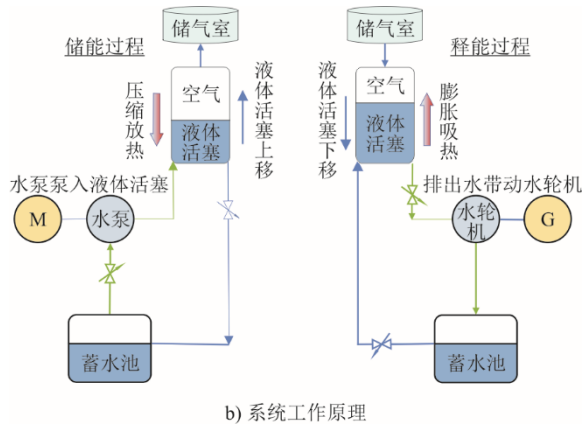 储能过程
储气室
压缩放热
空气
液体
活塞
液体活塞上移
水泵泵入液体活塞
M
水泵
蓄水池
储气室
释能过程
液体活塞下移
空气
液体
活塞
膨胀吸热
排出水带动水轮机
水轮
机
G
蓄水池
b) 系统工作原理